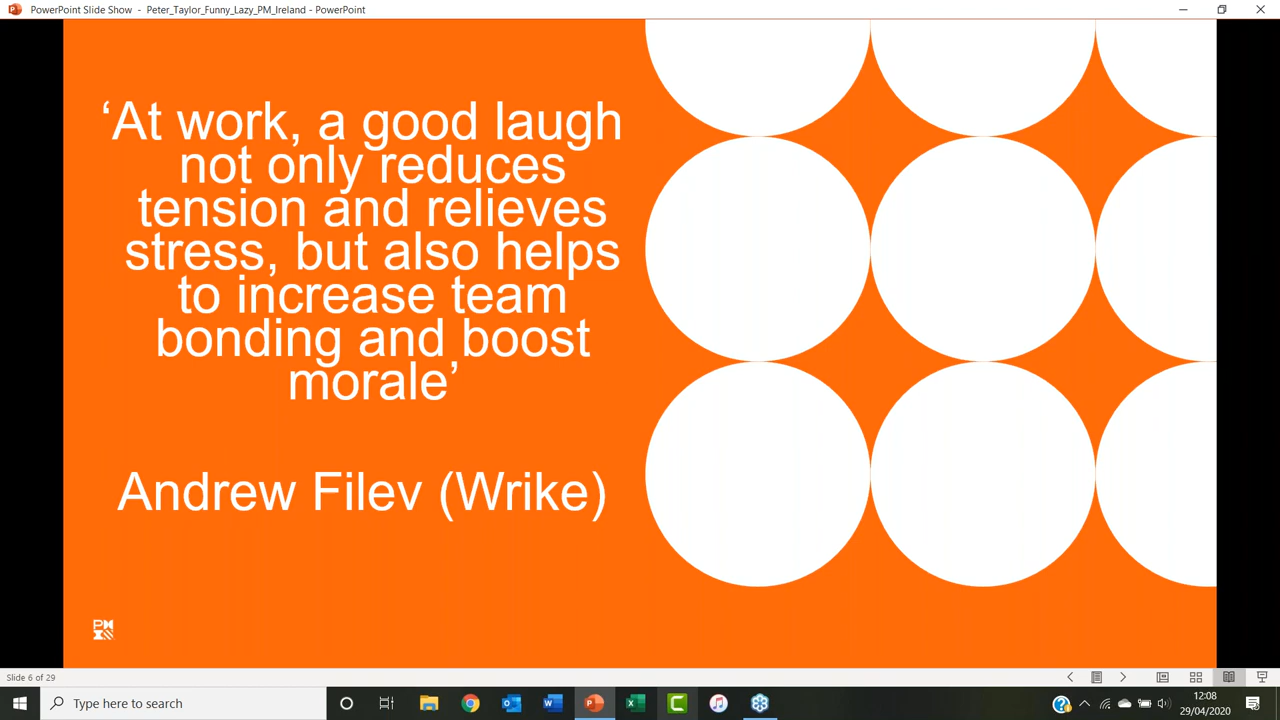 PowerPoint Slide Show - Peter_Taylor_Funny_Lazy_PM_Ireland - PowerPoint
‘At work, a good laugh
not only reduces
tension and relieves
stress, but also helps
to increase team
bonding and boost
morale’
Andrew Filev (Wrike)
PMI
Slide 6 of 29
Type here to search
12:08
29/04/2020